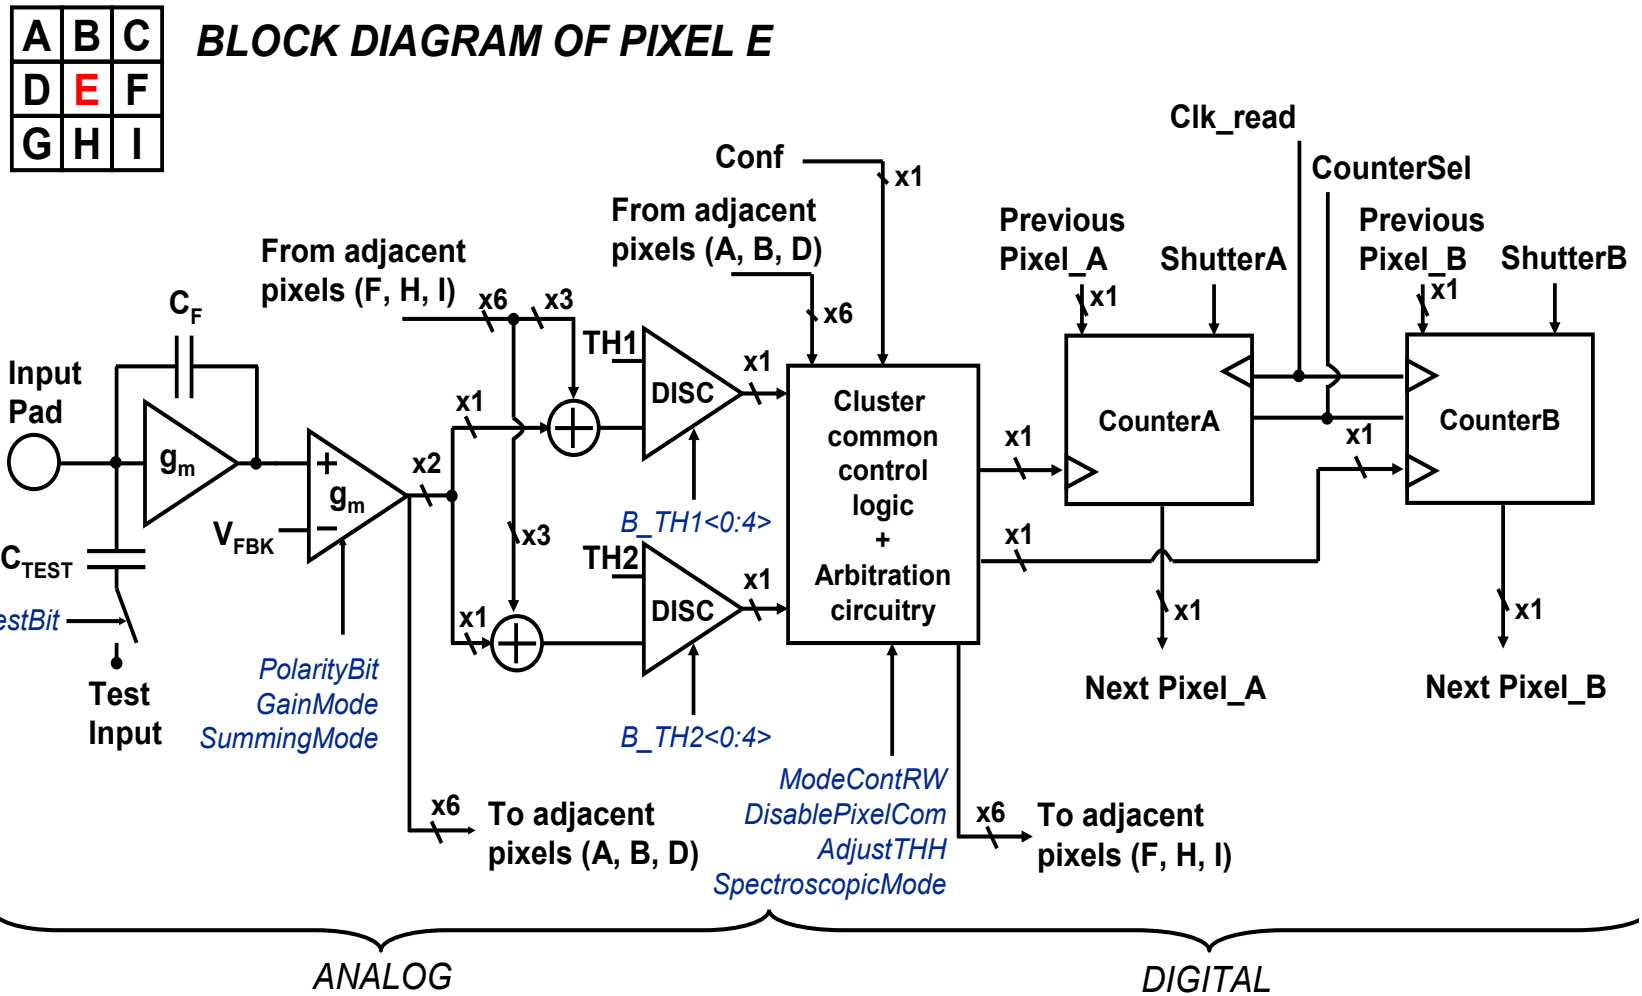 A B C
D E F
G H I
BLOCK DIAGRAM OF PIXEL E
Clk_read
CounterSel
Conf
x1
From adjacent
pixels (A, B, D)
x6
From adjacent
pixels (F, H, I)
x6
x3
Previous
Pixel_A
x1
ShutterA
Previous
Pixel_B
x1
ShutterB
CF
Input
Pad
gm
VFBK
+
gm
−
x2
x1
x1
x3
TH1
DISC
x1
B_TH1<0:4>
TH2
DISC
x1
B_TH2<0:4>
Cluster
common
control
logic
+
Arbitration
circuitry
x1
x1
CounterA
x1
CounterB
x1
x1
Next Pixel_A
Next Pixel_B
CTEST
estBit
Test
Input
PolarityBit
GainMode
SummingMode
x6
To adjacent
pixels (A, B, D)
ModeContRW
DisablePixelCom
AdjustTHH
SpectroscopicMode
x6
To adjacent
pixels (F, H, I)
ANALOG
DIGITAL